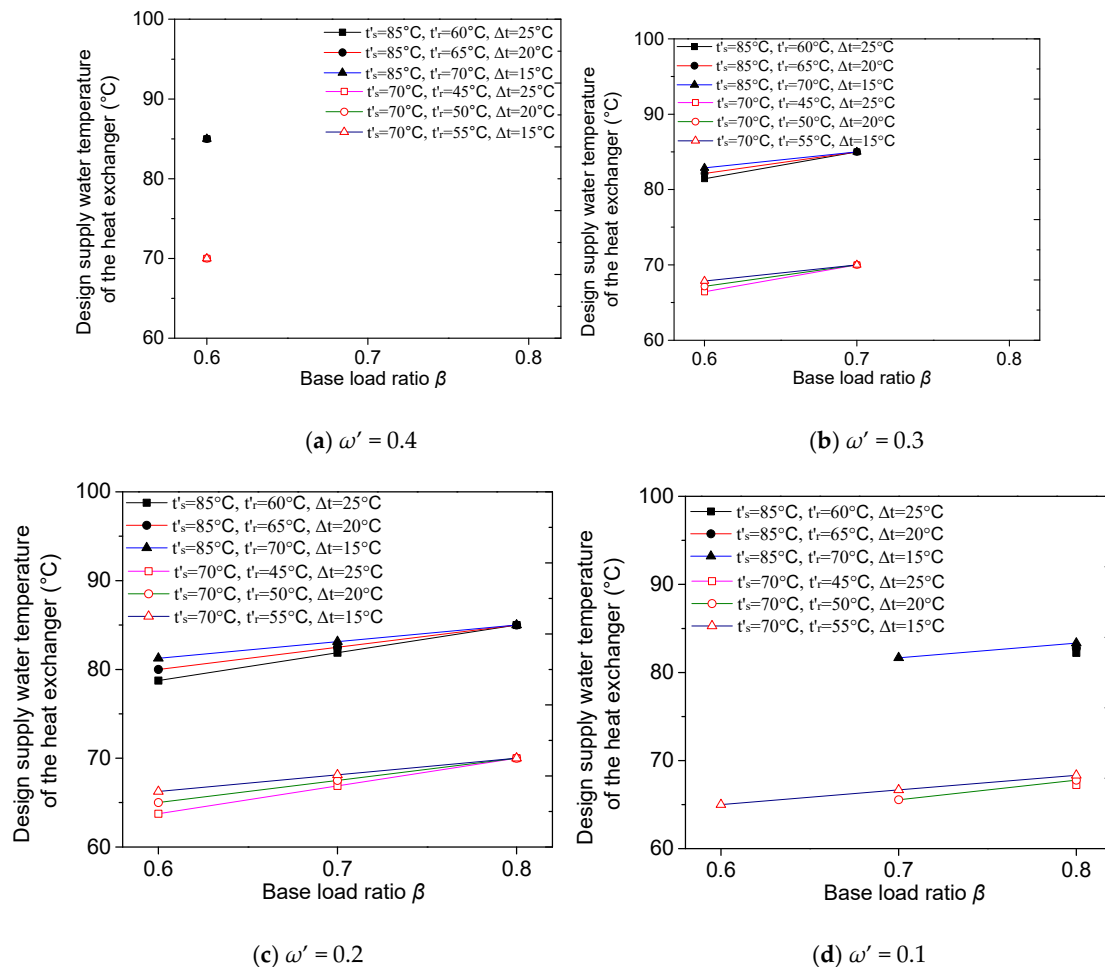 100
90
80
70
60
0.6
0.7
0.8
Design supply water temperature
of the heat exchanger (°C)
Base load ratio β
t's=85°C, t'r=60°C, Δt=25°C
t's=85°C, t'r=65°C, Δt=20°C
t's=85°C, t'r=70°C, Δt=15°C
t's=70°C, t'r=45°C, Δt=25°C
t's=70°C, t'r=50°C, Δt=20°C
t's=70°C, t'r=55°C, Δt=15°C
(a) ω′ = 0.4
100
90
80
70
60
0.6
0.7
0.8
Design supply water temperature
of the heat exchanger (°C)
Base load ratio β
t's=85°C, t'r=60°C, Δt=25°C
t's=85°C, t'r=65°C, Δt=20°C
t's=85°C, t'r=70°C, Δt=15°C
t's=70°C, t'r=45°C, Δt=25°C
t's=70°C, t'r=50°C, Δt=20°C
t's=70°C, t'r=55°C, Δt=15°C
(b) ω′ = 0.3
100
90
80
70
60
0.6
0.7
0.8
Design supply water temperature
of the heat exchanger (°C)
Base load ratio β
t's=85°C, t'r=60°C, Δt=25°C
t's=85°C, t'r=65°C, Δt=20°C
t's=85°C, t'r=70°C, Δt=15°C
t's=70°C, t'r=45°C, Δt=25°C
t's=70°C, t'r=50°C, Δt=20°C
t's=70°C, t'r=55°C, Δt=15°C
(c) ω′ = 0.2
100
90
80
70
60
0.6
0.7
0.8
Design supply water temperature
of the heat exchanger (°C)
Base load ratio β
t's=85°C, t'r=60°C, Δt=25°C
t's=85°C, t'r=65°C, Δt=20°C
t's=85°C, t'r=70°C, Δt=15°C
t's=70°C, t'r=45°C, Δt=25°C
t's=70°C, t'r=50°C, Δt=20°C
t's=70°C, t'r=55°C, Δt=15°C
(d) ω′ = 0.1